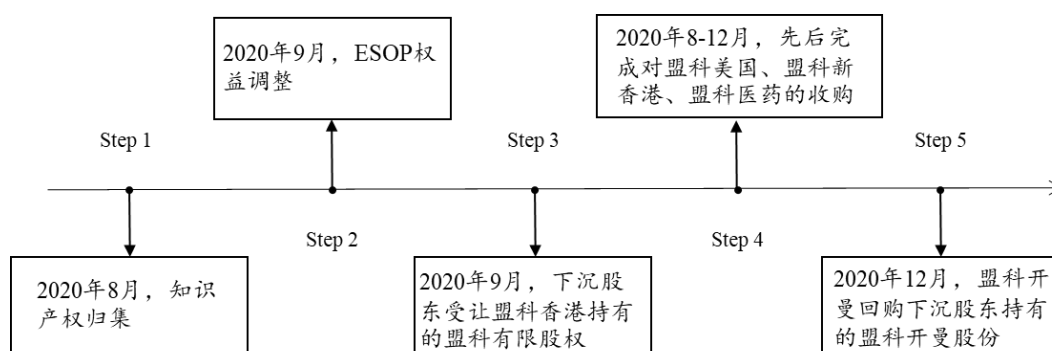 2020年9月，ESOP权
益调整
2020年8-12月，先后完
成对盟科美国、盟科新
香港、盟科医药的收购
Step 1
Step 3
Step 5
Step 2
Step 4
2020年8月，知识
产权归集
2020年9月，下沉股
东受让盟科香港持有
的盟科有限股权
2020年12月，盟科开
曼回购下沉股东持有
的盟科开曼股份